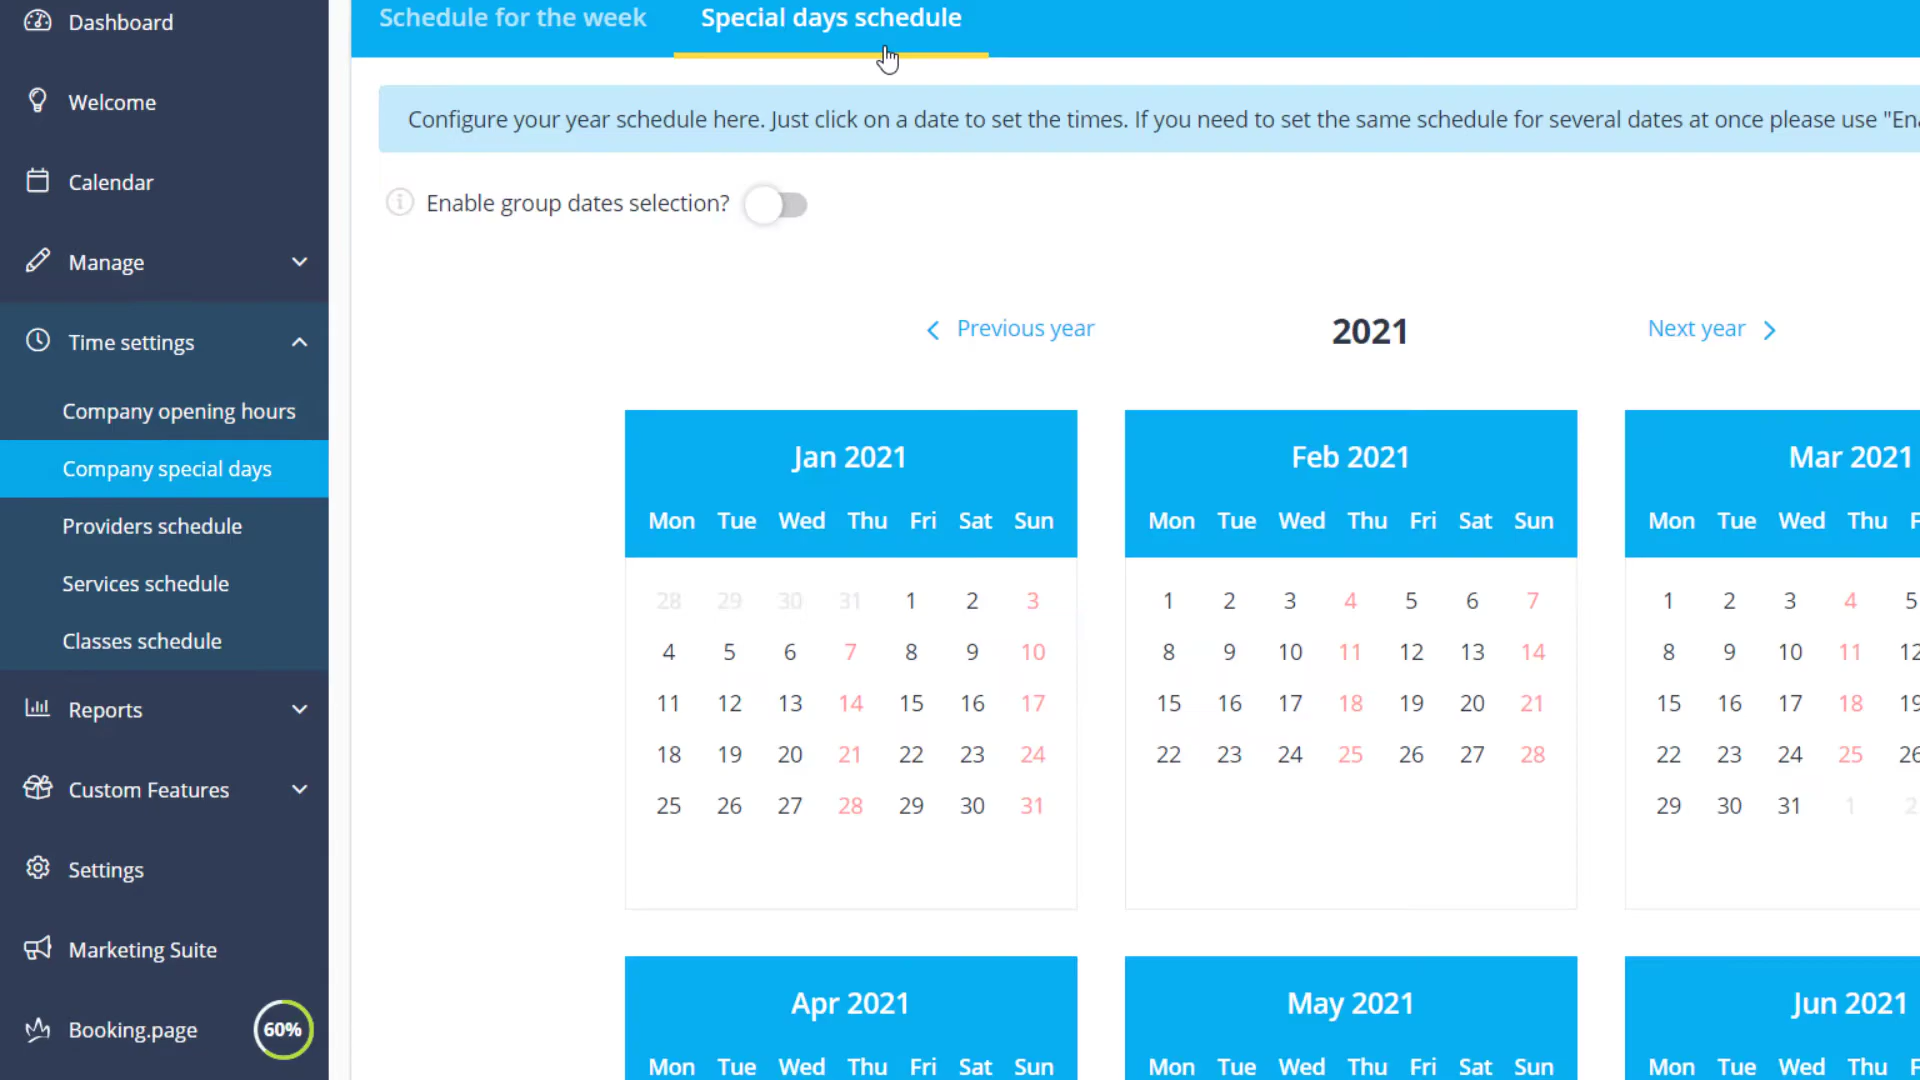 Dashboard
Welcome
Calendar
Manage
Time settings
Company opening hours
Company special days
Providers schedule
Services schedule
Classes schedule
Reports
Custom Features
Settings
Marketing Suite
Booking.page 60%
Schedule for the week Special days schedule
Configure your year schedule here. Just click on a date to set the times. If you need to set the same schedule for several dates at once please use "Ena
Enable group dates selection?
Previous year 2021 Next year
Jan 2021
Mon Tue Wed Thu Fri Sat Sun
28 29 30 31 1 2 3
4 5 6 7 8 9 10
11 12 13 14 15 16 17
18 19 20 21 22 23 24
25 26 27 28 29 30 31
Feb 2021
Mon Tue Wed Thu Fri Sat Sun
1 2 3 4 5 6 7
8 9 10 11 12 13 14
15 16 17 18 19 20 21
22 23 24 25 26 27 28
Mar 2021
Mon Tue Wed Thu F
1 2 3 4 5
8 9 10 11 12
15 16 17 18 19
22 23 24 25 26
29 30 31 1 2
Apr 2021
Mon Tue Wed Thu Fri Sat Sun
May 2021
Mon Tue Wed Thu Fri Sat Sun
Jun 2021
Mon Tue Wed Thu F